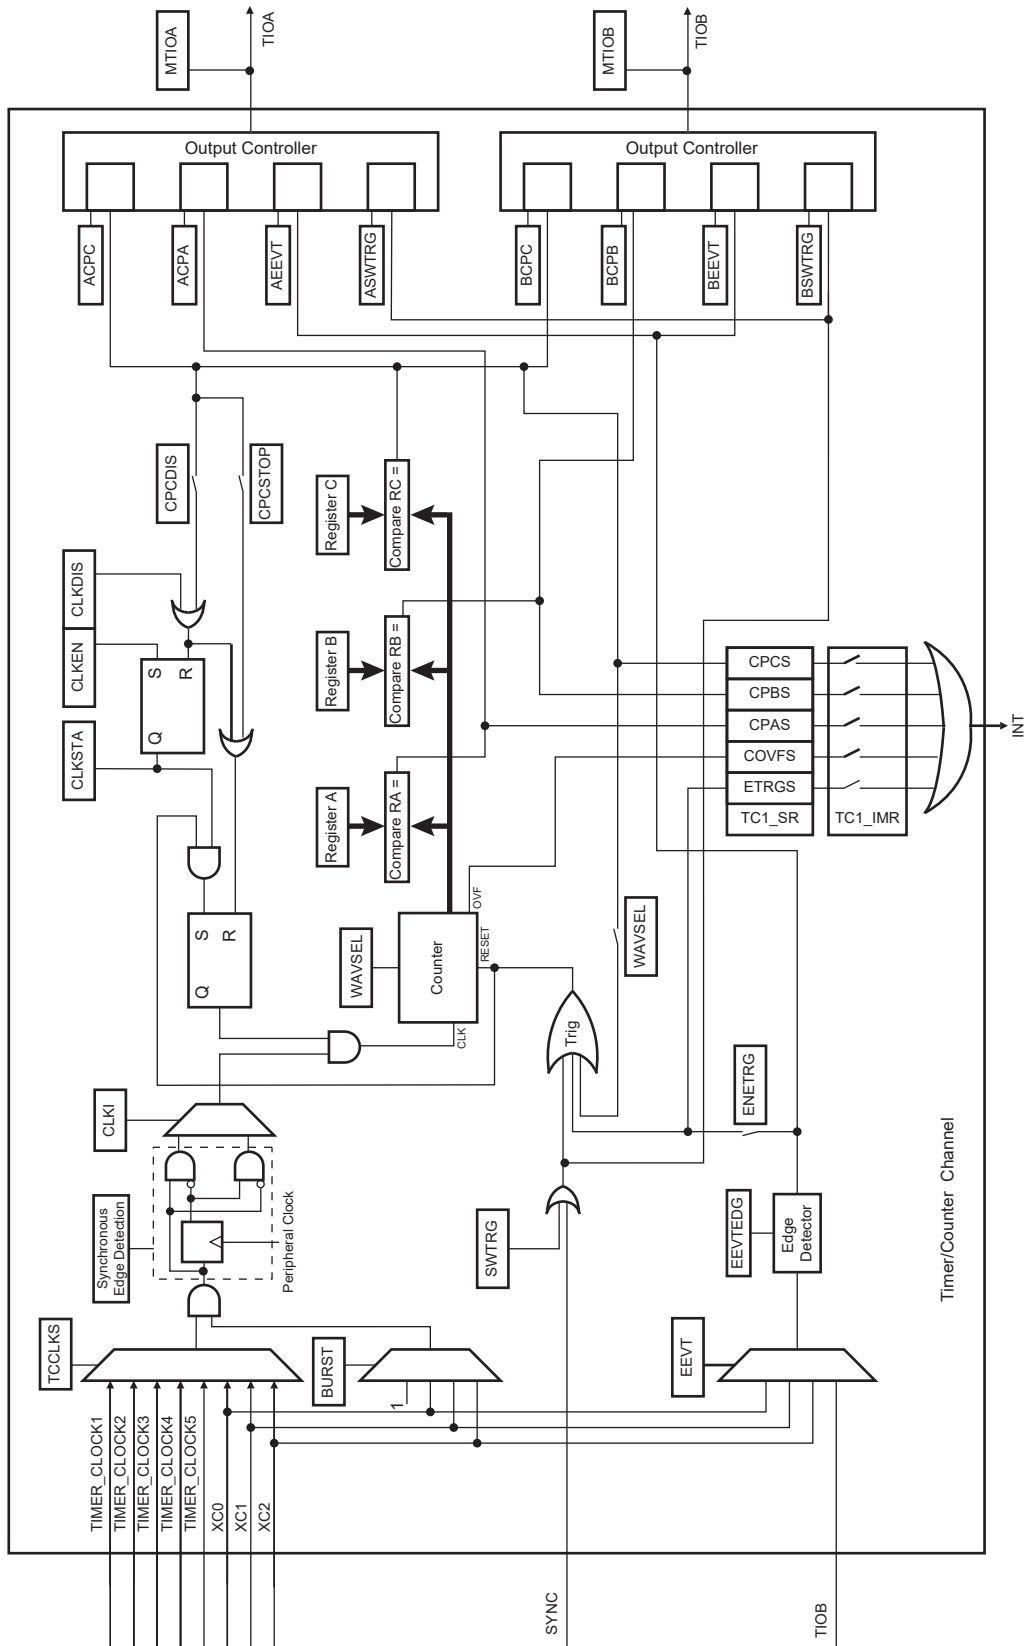 MTIOA
TIOA
MTIOB
TIOB
Output Controller
Output Controller
ACPC
ACPA
AEEVT
ASWTRG
BCPC
BCPB
BEEVT
BSWTRG
CPCDIS
CPCSTOP
Register C
Compare RC =
CLKDIS
CLKEN
S
R
Q
CLKSTA
Register B
Compare RB =
Register A
Compare RA =
CPCS
CPBS
CPAS
COVFS
ETRGS
TC1_SR
TC1_IMR
INT
S
R
Q
WAVSEL
Counter
OVF
RESET
CLK
WAVSEL
Trig
CLKI
ENETRG
Synchronous
Edge Detection
Peripheral Clock
SWTRG
EEVTEDG
Edge
Detector
Timer/Counter Channel
TCCLKS
BURST
1
EEVT
TIMER_CLOCK1
TIMER_CLOCK2
TIMER_CLOCK3
TIMER_CLOCK4
TIMER_CLOCK5
XC0
XC1
XC2
SYNC
TIOB